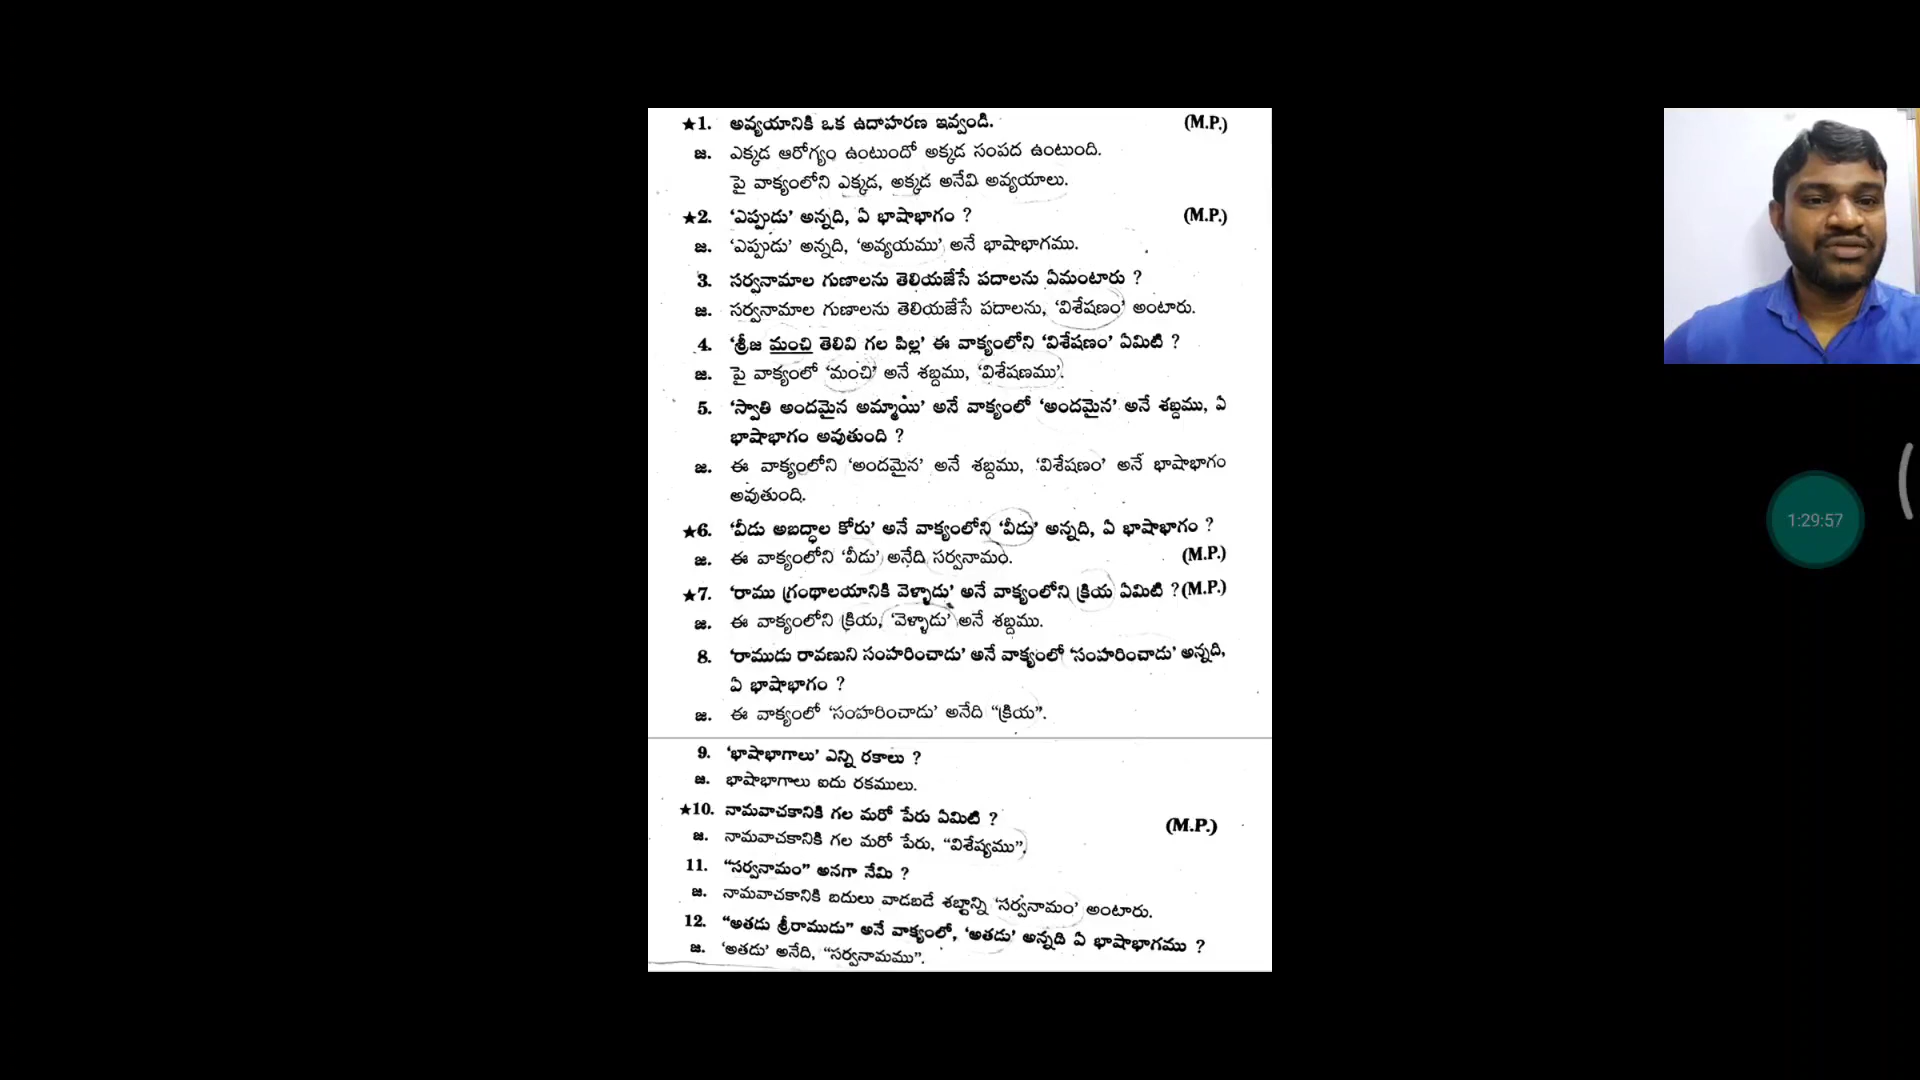 ★1. అవ్యయానికి ఒక ఉదాహరణ ఇవ్వండి. (M.P.)
జ. ఎక్కడ ఆరోగ్యం ఉంటుందో అక్కడ సంపద ఉంటుంది.
పై వాక్యంలోని ఎక్కడ, అక్కడ అనేవి అవ్యయాలు.
★2. ‘ఎప్పుడు’ అన్నది, ఏ భాషాభాగం ? (M.P.)
జ. ‘ఎప్పుడు’ అన్నది, ‘అవ్యయము’ అనే భాషాభాగము.
3. సర్వనామాల గుణాలను తెలియజేసే పదాలను ఏమంటారు ?
జ. సర్వనామాల గుణాలను తెలియజేసే పదాలను, ‘విశేషణం’ అంటారు.
4. ‘శ్రీజ మంచి తెలివి గల పిల్ల’ ఈ వాక్యంలోని ‘విశేషణం’ ఏమిటి ?
జ. పై వాక్యంలో ‘మంచి’ అనే శబ్దము, ‘విశేషణము’.
5. ‘స్వాతి అందమైన అమ్మాయి’ అనే వాక్యంలో ‘అందమైన’ అనే శబ్దము, ఏ
భాషాభాగం అవుతుంది ?
జ. ఈ వాక్యంలోని ‘అందమైన’ అనే శబ్దము, ‘విశేషణం’ అనే భాషాభాగం
అవుతుంది.
★6. ‘వీడు అబద్ధాల కోరు’ అనే వాక్యంలోని ‘వీడు’ అన్నది, ఏ భాషాభాగం ?
జ. ఈ వాక్యంలోని ‘వీడు’ అనేది సర్వనామం. (M.P.)
★7. ‘రాము గ్రంథాలయానికి వెళ్ళాడు’ అనే వాక్యంలోని క్రియ ఏమిటి ?(M.P.)
జ. ఈ వాక్యంలోని క్రియ, ‘వెళ్ళాడు’ అనే శబ్దము.
8. ‘రాముడు రావణుని సంహరించాడు’ అనే వాక్యంలో ‘సంహరించాడు’ అన్నది,
ఏ భాషాభాగం ?
జ. ఈ వాక్యంలో ‘సంహరించాడు’ అనేది “క్రియ”.
9. ‘భాషాభాగాలు’ ఎన్ని రకాలు ?
జ. భాషాభాగాలు ఐదు రకములు.
★10. నామవాచకానికి గల మరో పేరు ఏమిటి ? (M.P.)
జ. నామవాచకానికి గల మరో పేరు, “విశేష్యము”.
11. “సర్వనామం” అనగా నేమి ?
జ. నామవాచకానికి బదులు వాడబడే శబ్దాన్ని ‘సర్వనామం’ అంటారు.
12. “అతడు శ్రీరాముడు” అనే వాక్యంలో, ‘అతడు’ అన్నది ఏ భాషాభాగము ?
జ. ‘అతడు’ అనేది, “సర్వనామము”.
1:29:57